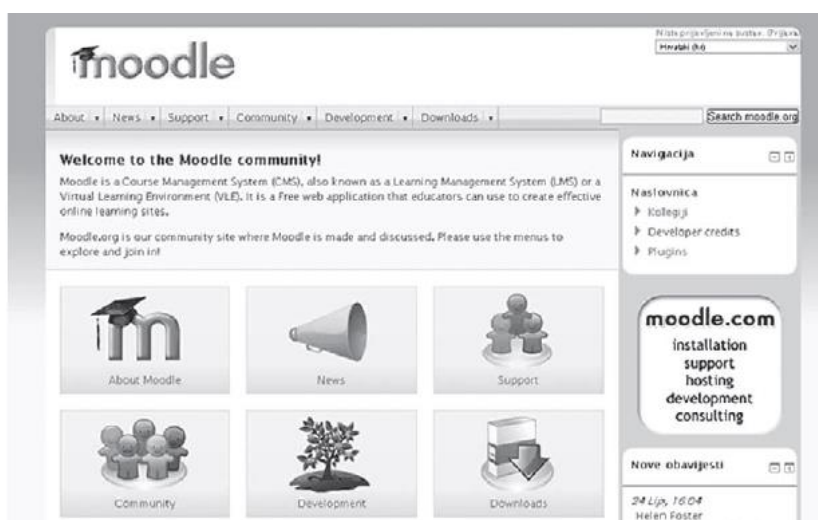 Niste prijavljeni na sustav. (Prijava)
Hrvatski (hr)
moodle
About News Support Community Development Downloads
Search moodle.org
Welcome to the Moodle community!
Moodle is a Course Management System (CMS), also known as a Learning Management System (LMS) or a
Virtual Learning Environment (VLE). It is a Free web application that educators can use to create effective
online learning sites.
Moodle.org is our community site where Moodle is made and discussed. Please use the menus to
explore and join in!
About Moodle
News
Support
Community
Development
Downloads
Navigacija
Naslovnica
Kolegiji
Developer credits
Plugins
moodle.com
installation
support
hosting
development
consulting
Nove obavijesti
24 Lip, 16:04
Helen Foster